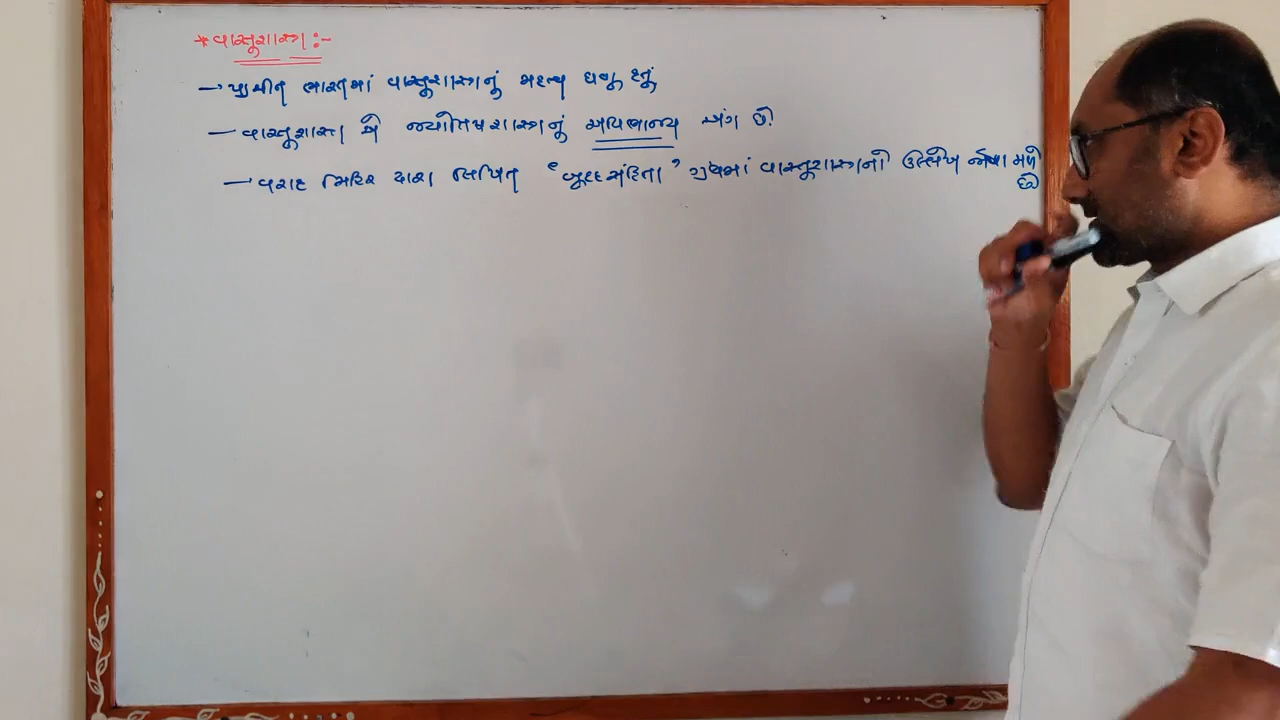 * વાસ્તુશાસ્ત્ર :-
→ પ્રાચીન ભારતમાં વાસ્તુશાસ્ત્રનું મહત્વ ઘણૂ હતું
→ વાસ્તુશાસ્ત્ર એ જ્યોતિષશાસ્ત્રનું અવિભાજ્ય અંગ છે.
→ વરાહ મિહિર દ્વારા લિખિત "બૃહદસંહિતા" ગ્રંથમાં વાસ્તુશાસ્ત્રનો ઉલ્લેખ જોવા મળે
છે